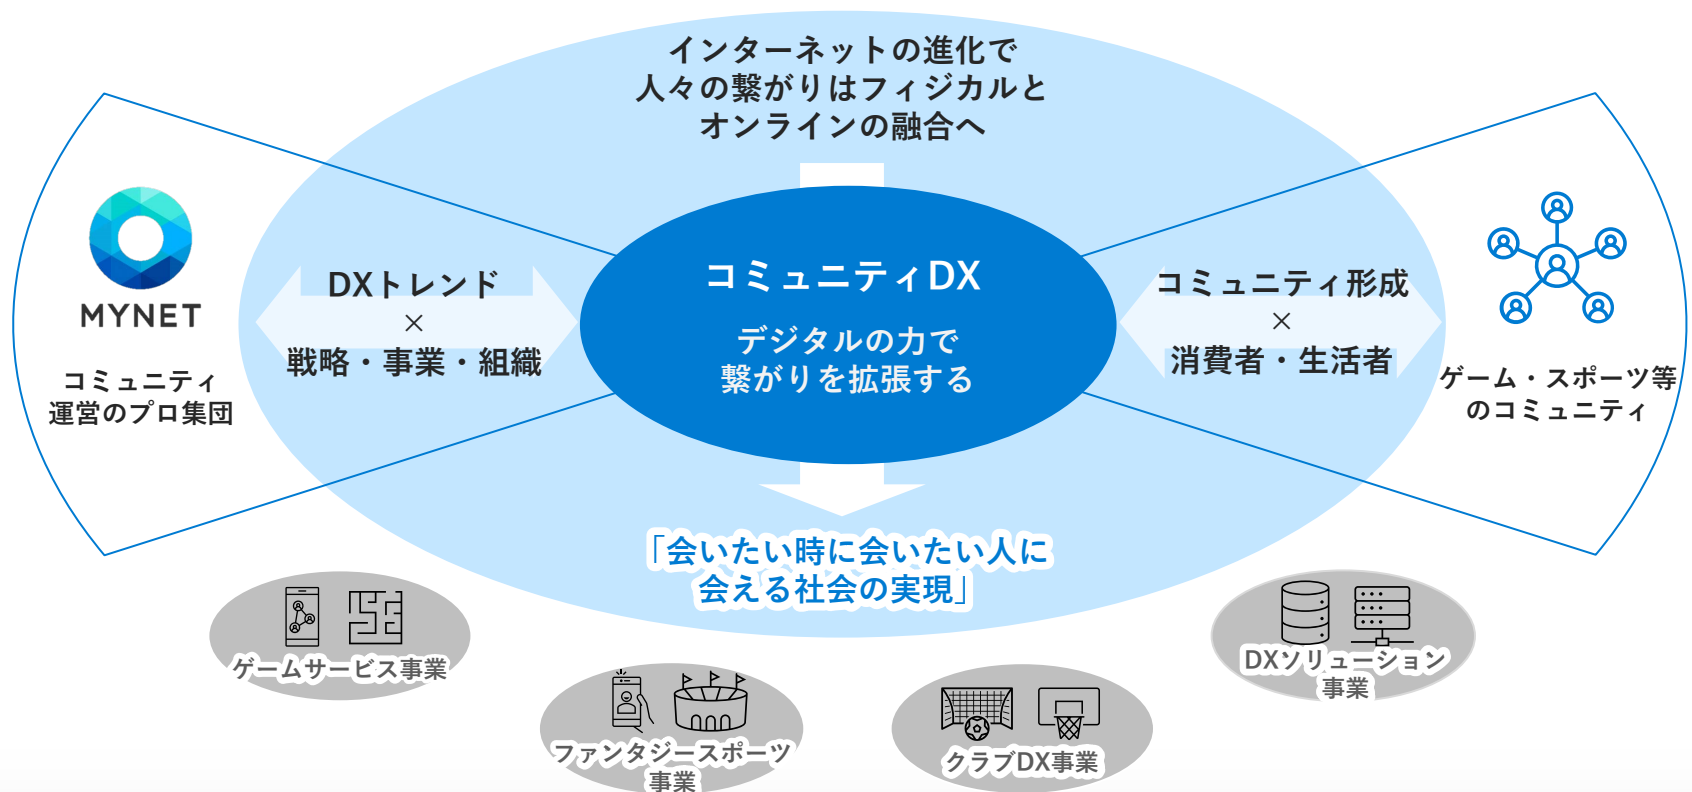 インターネットの進化で
人々の繋がりはフィジカルと
オンラインの融合へ
MYNET
コミュニティ
運営のプロ集団
DXトレンド
×
戦略・事業・組織
コミュニティDX
デジタルの力で
繋がりを拡張する
コミュニティ形成
×
消費者・生活者
ゲーム・スポーツ等
のコミュニティ
「会いたい時に会いたい人に
会える社会の実現」
ゲームサービス事業
ファンタジースポーツ
事業
クラブDX事業
DXソリューション
事業